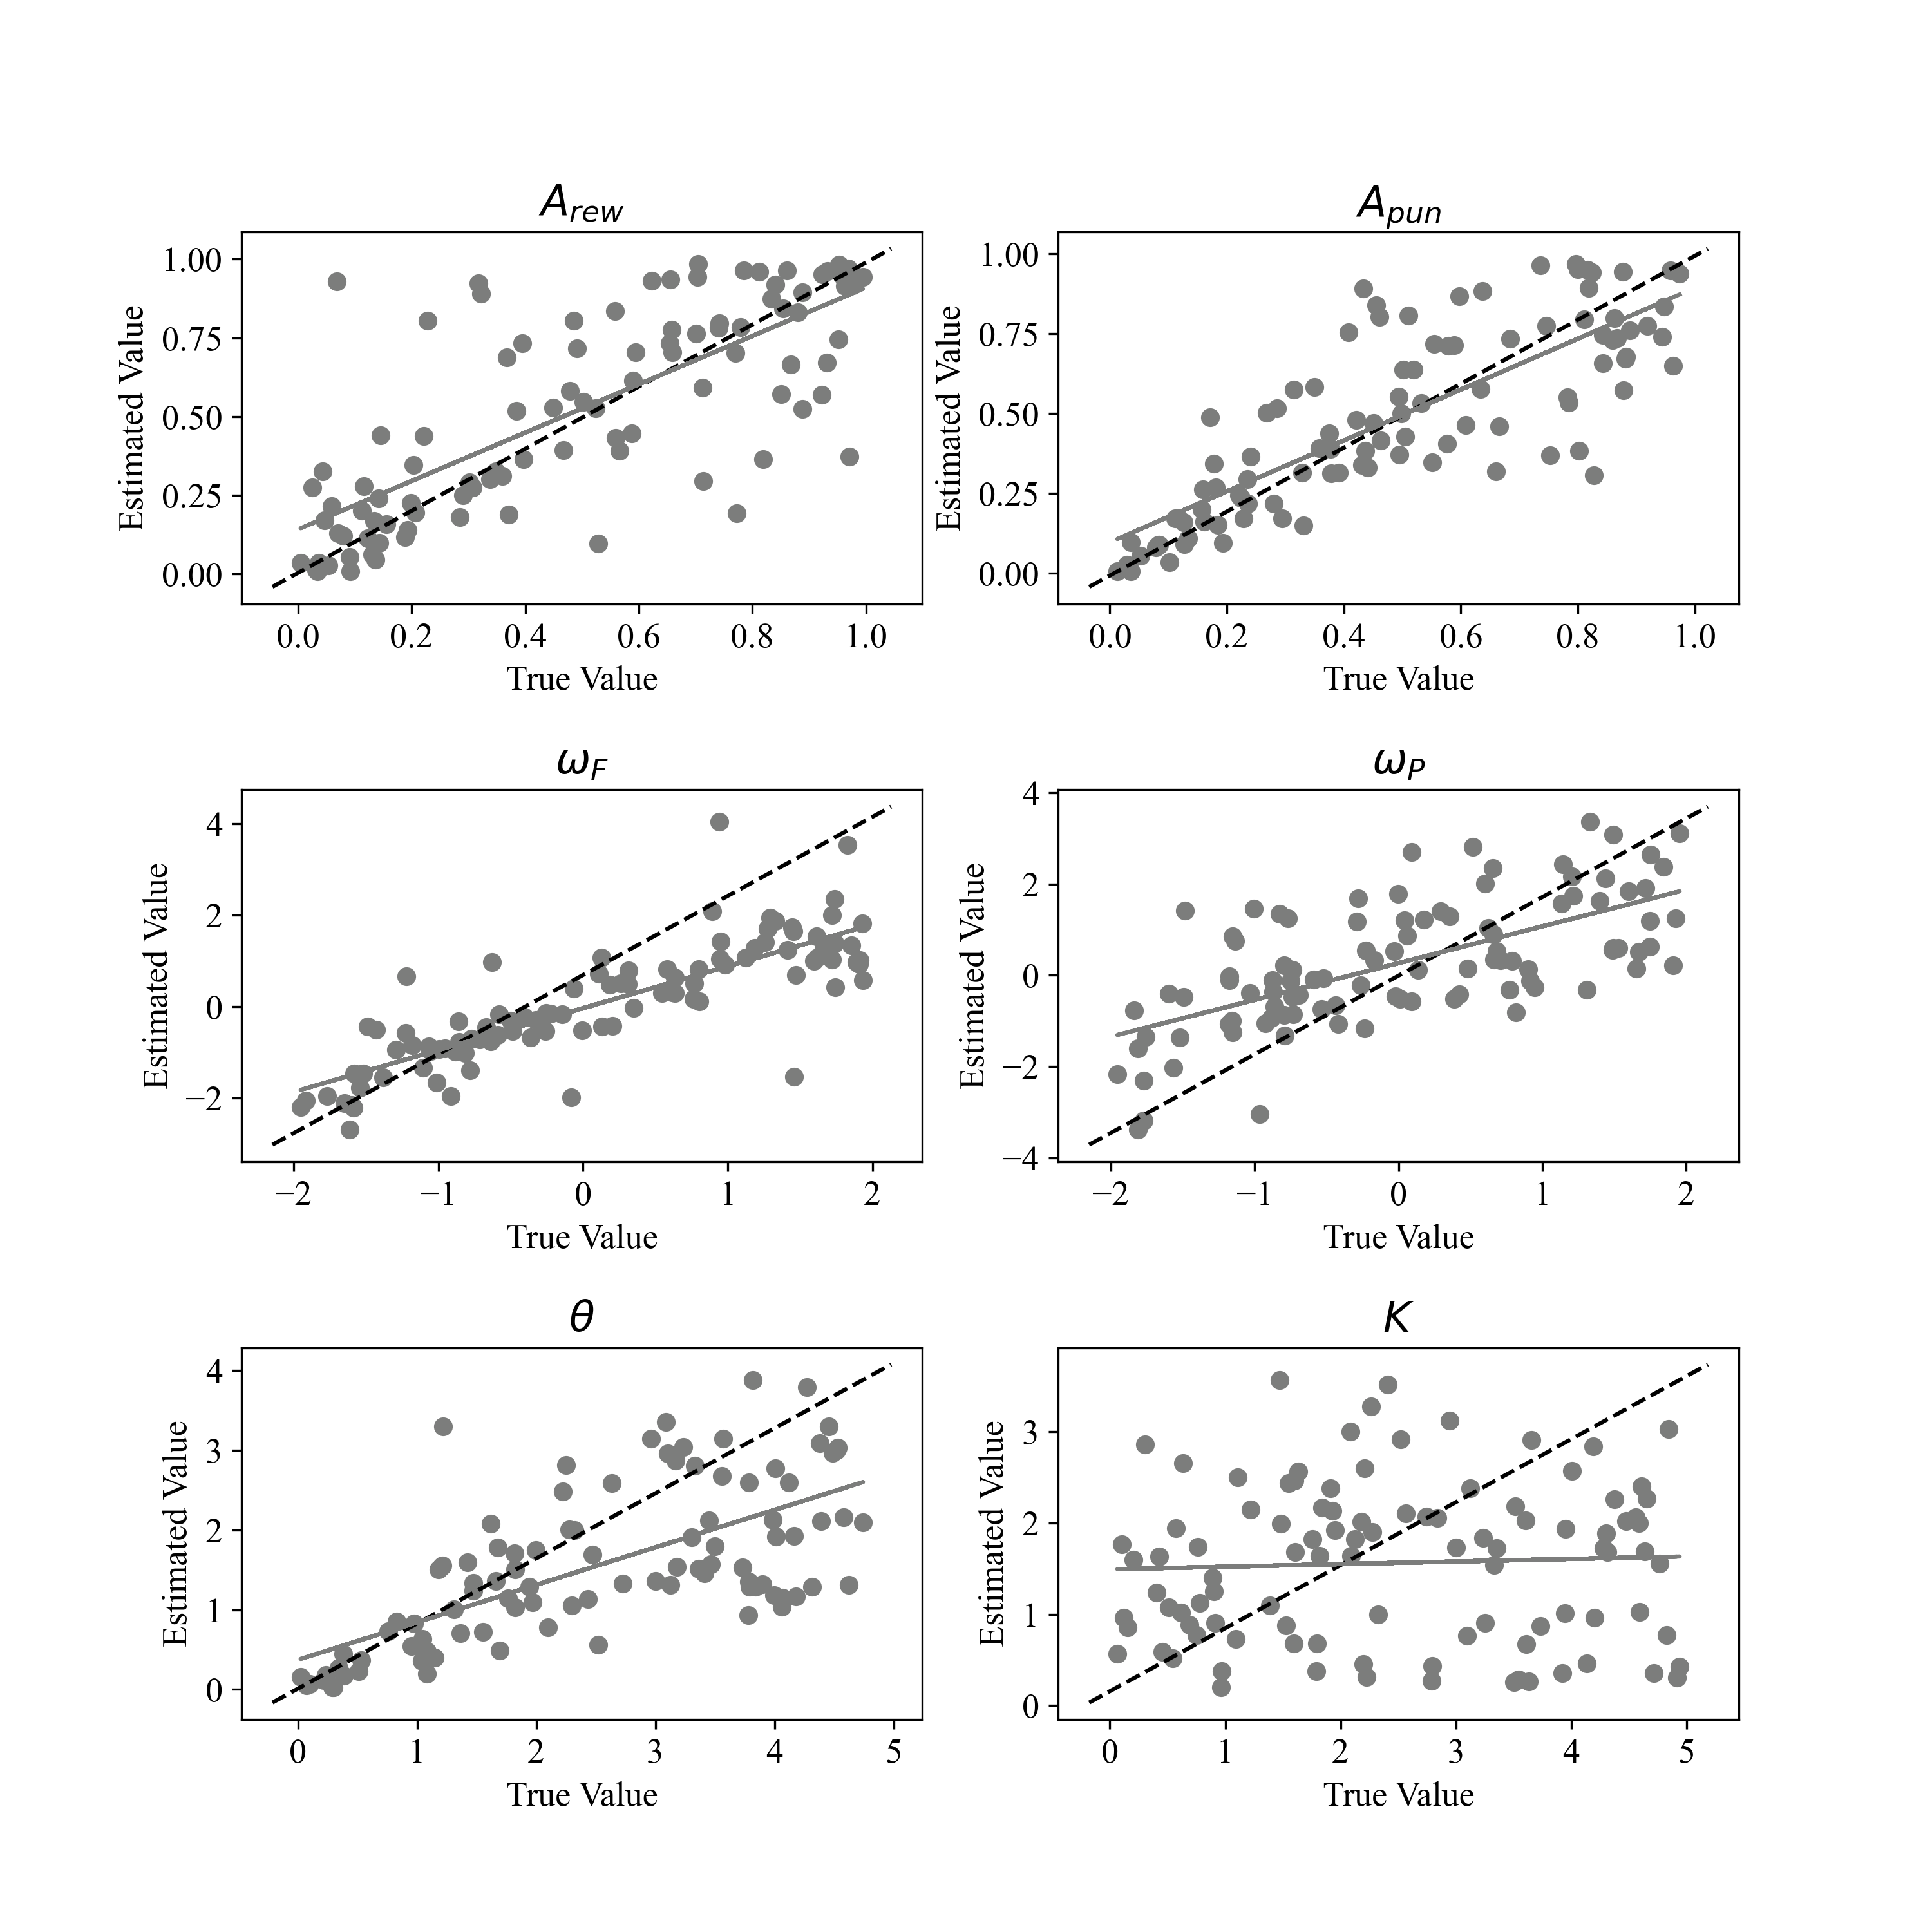 A_rew
A_pun
Estimated Value
1.00
0.75
0.50
0.25
0.00
0.0 0.2 0.4 0.6 0.8 1.0
True Value
Estimated Value
1.00
0.75
0.50
0.25
0.00
0.0 0.2 0.4 0.6 0.8 1.0
True Value
ω_F
ω_P
Estimated Value
4
2
0
−2
−2 −1 0 1 2
True Value
Estimated Value
4
2
0
−2
−4
−2 −1 0 1 2
True Value
θ
K
Estimated Value
4
3
2
1
0
0 1 2 3 4 5
True Value
Estimated Value
3
2
1
0
0 1 2 3 4 5
True Value